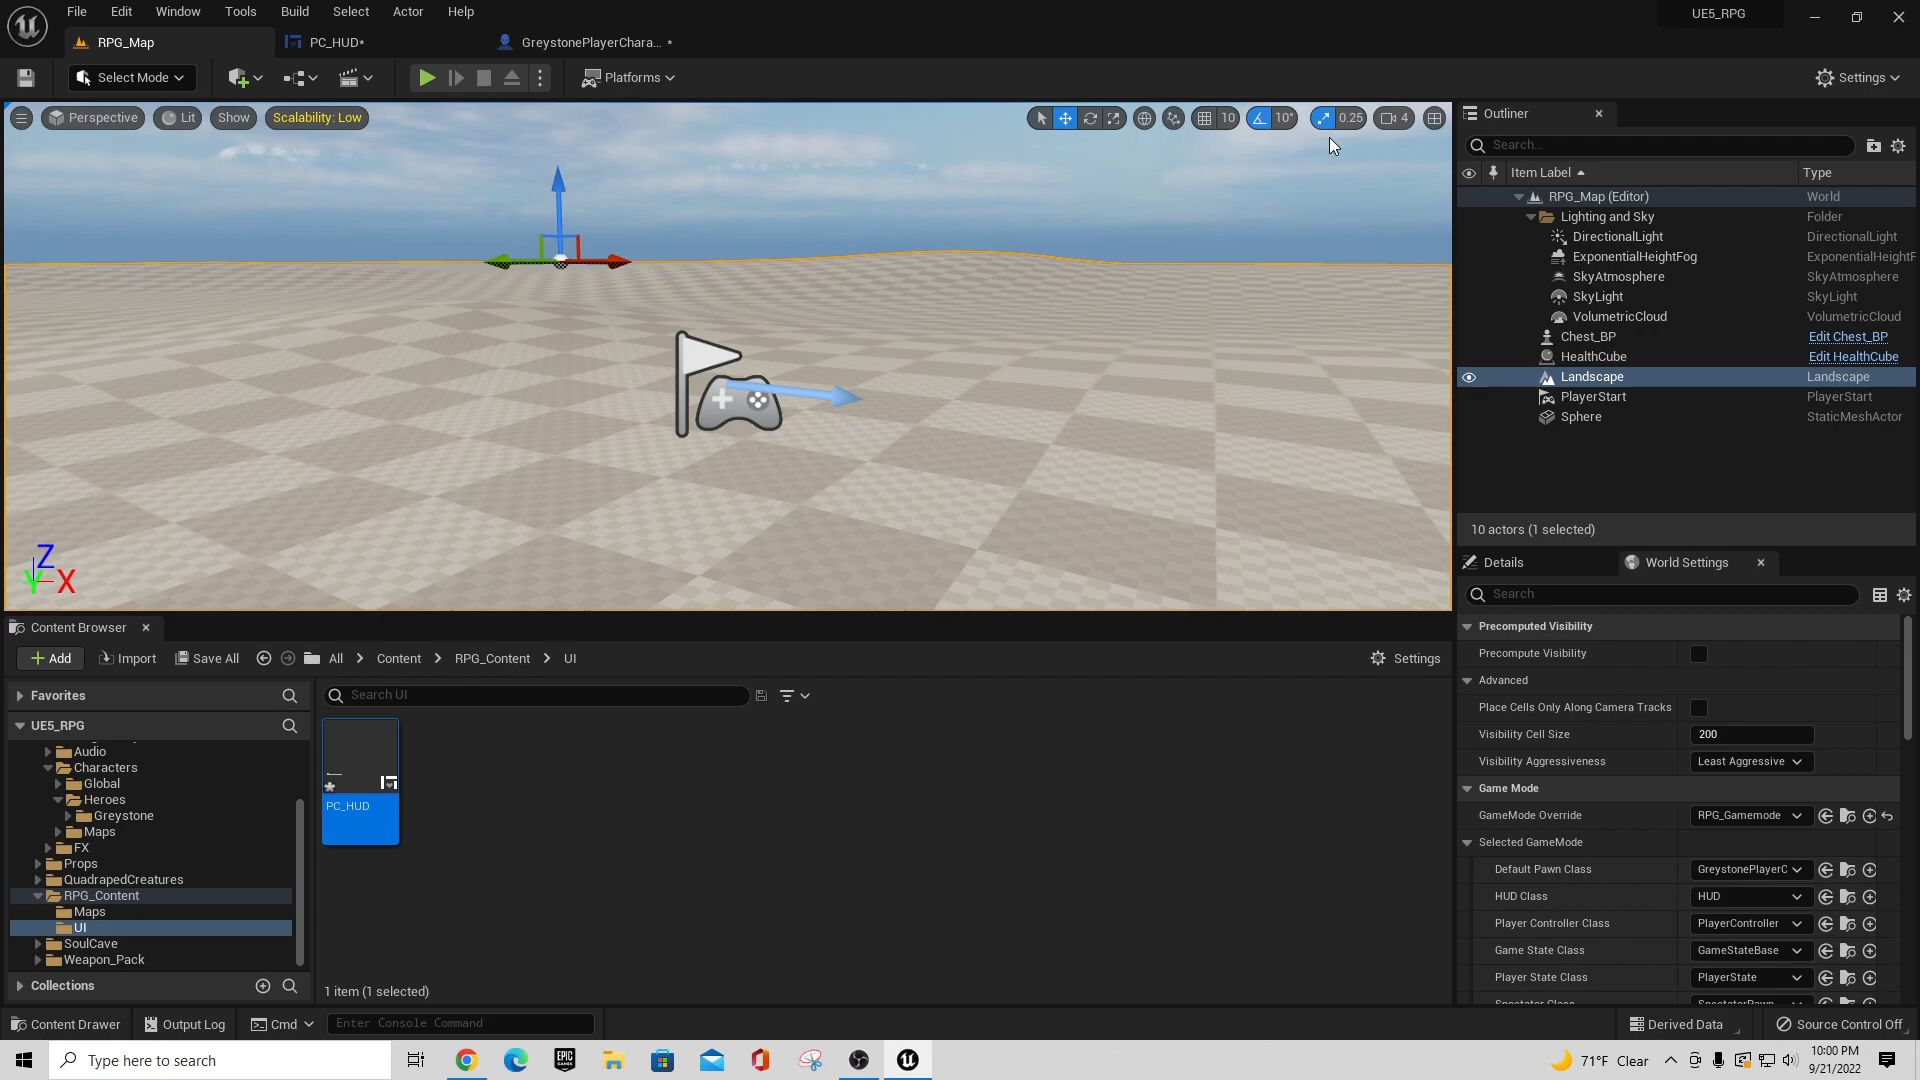 File Edit Window Tools Build Select Actor Help UE5_RPG
RPG_Map PC_HUD* GreystonePlayerChara... *
Select Mode Platforms Settings
Perspective Lit Show Scalability: Low 10 10° 0.25 4
Outliner
Search...
Item Label Type
RPG_Map (Editor) World
Lighting and Sky Folder
DirectionalLight DirectionalLight
ExponentialHeightFog ExponentialHeightF
SkyAtmosphere SkyAtmosphere
SkyLight SkyLight
VolumetricCloud VolumetricCloud
Chest_BP Edit Chest_BP
HealthCube Edit HealthCube
Landscape Landscape
PlayerStart PlayerStart
Sphere StaticMeshActor
10 actors (1 selected)
Z
Y X
Details World Settings
Search
Precomputed Visibility
Precompute Visibility
Advanced
Place Cells Only Along Camera Tracks
Visibility Cell Size 200
Visibility Aggressiveness Least Aggressive
Game Mode
GameMode Override RPG_Gamemode
Selected GameMode
Default Pawn Class GreystonePlayerC
HUD Class HUD
Player Controller Class PlayerController
Game State Class GameStateBase
Player State Class PlayerState
Spectator Class SpectatorPawn
Content Browser
Add Import Save All All Content RPG_Content UI Settings
Favorites
UE5_RPG
Audio
Characters
Global
Heroes
Greystone
Maps
FX
Props
QuadrapedCreatures
RPG_Content
Maps
UI
SoulCave
Weapon_Pack
Collections
Search UI
PC_HUD
1 item (1 selected)
Content Drawer Output Log Cmd Enter Console Command Derived Data Source Control Off
Type here to search 71°F Clear 10:00 PM
9/21/2022
EPIC
GAMES